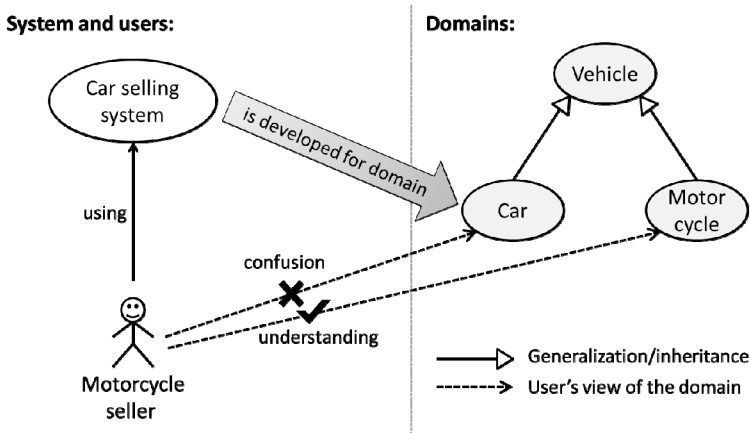 System and users:
Domains:
Car selling
system
Vehicle
is developed for domain
Car
Motor
cycle
using
confusion
understanding
Motorcycle
seller
Generalization/inheritance
User's view of the domain